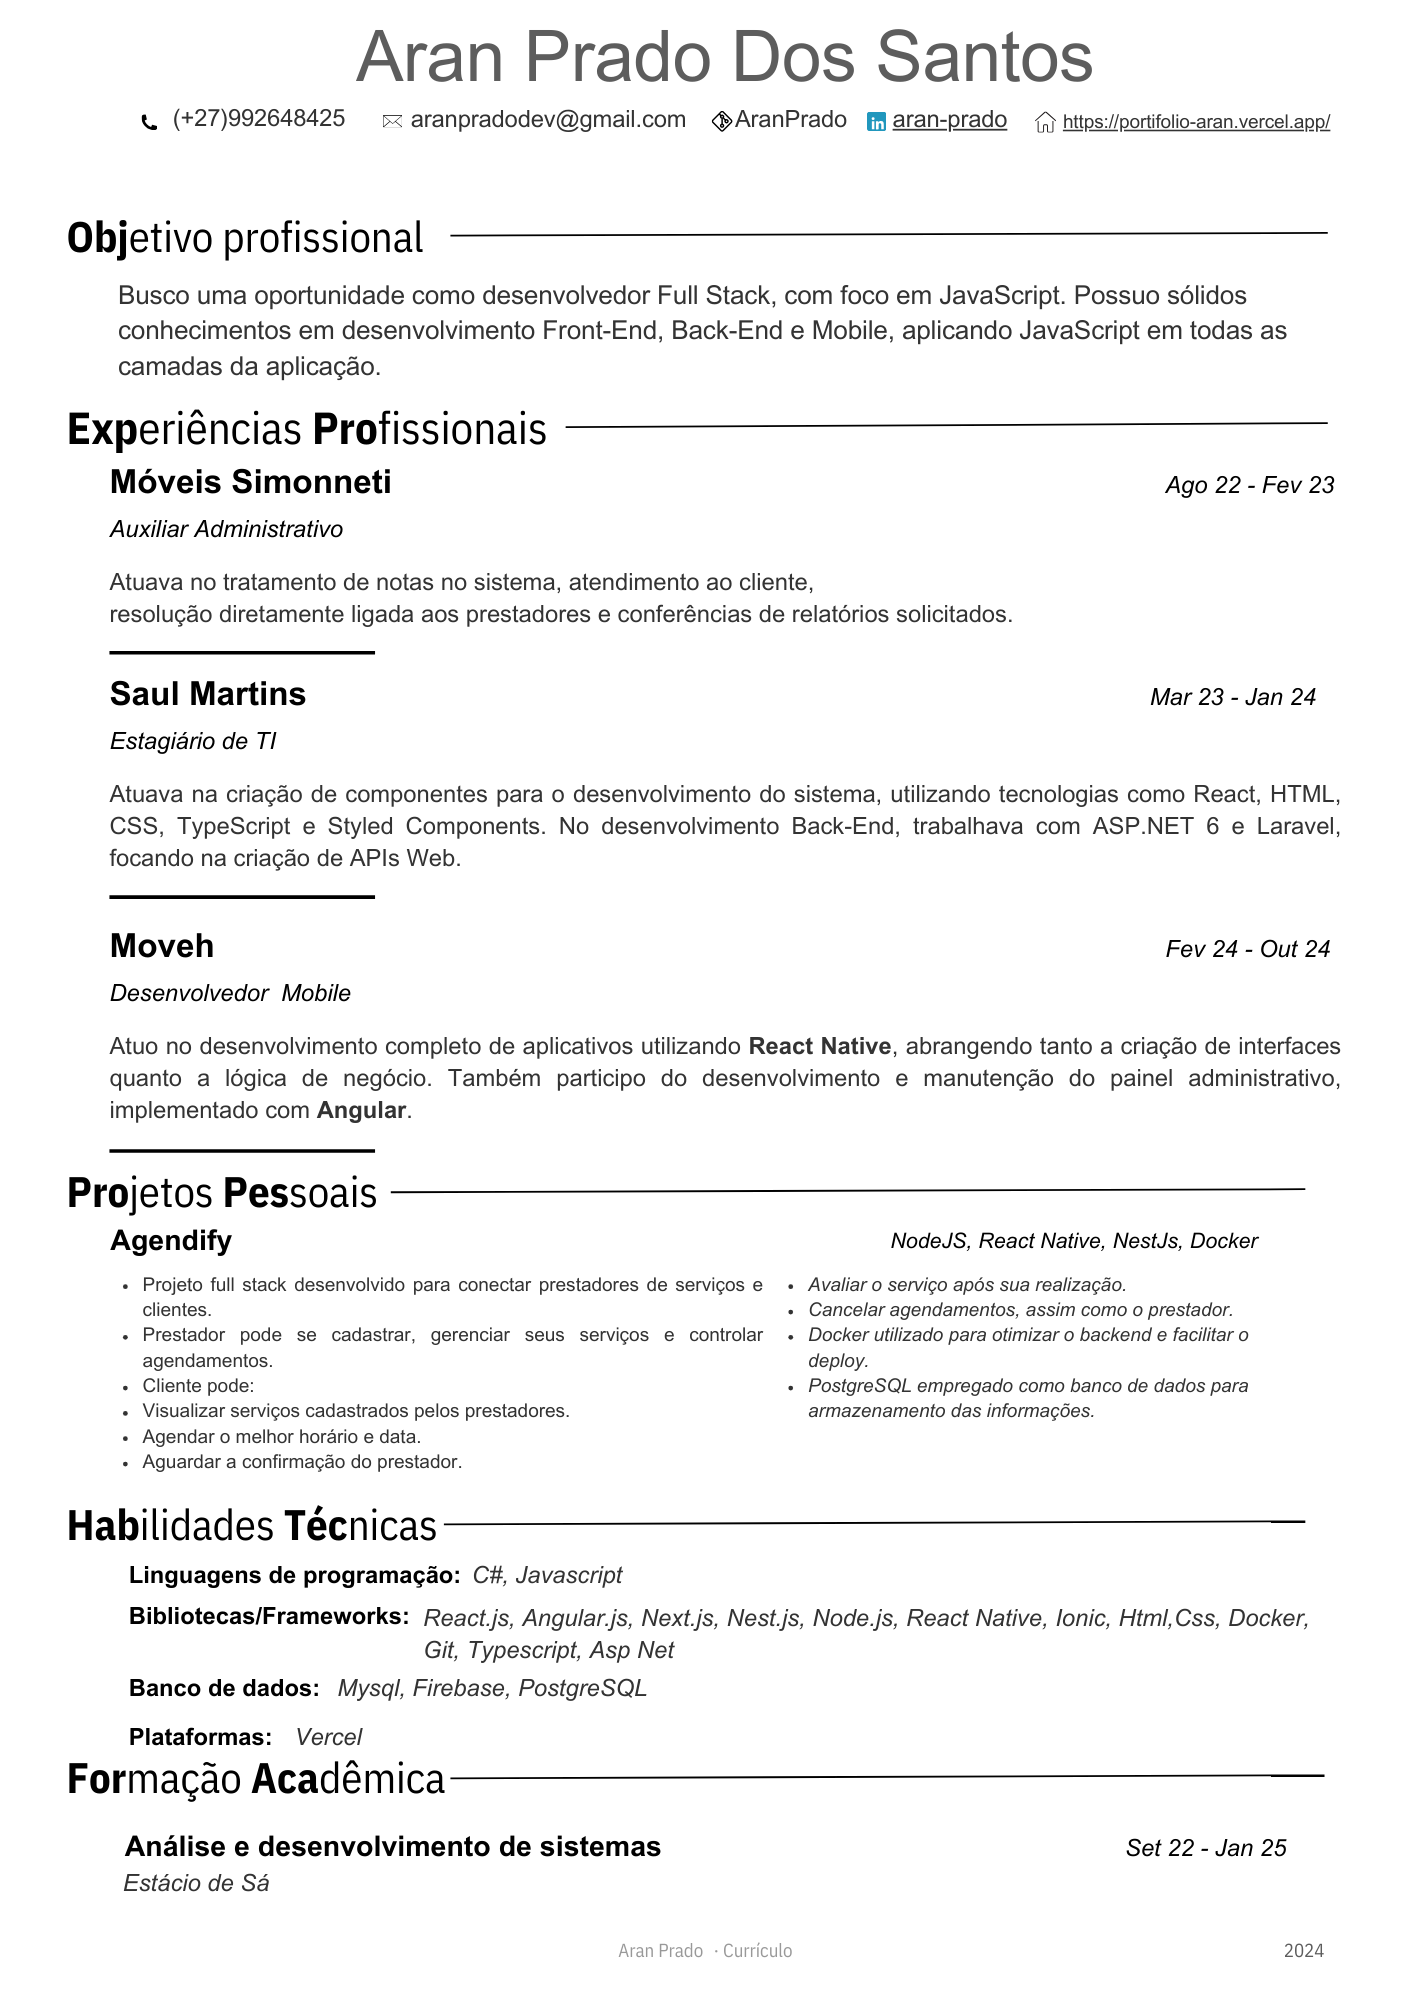 Aran Prado Dos Santos
(+27)992648425 aranpradodev@gmail.com AranPrado aran-prado https://portifolio-aran.vercel.app/
Objetivo profissional
Busco uma oportunidade como desenvolvedor Full Stack, com foco em JavaScript. Possuo sólidos
conhecimentos em desenvolvimento Front-End, Back-End e Mobile, aplicando JavaScript em todas as
camadas da aplicação.
Experiências Profissionais
Móveis Simonneti Ago 22 - Fev 23
Auxiliar Administrativo
Atuava no tratamento de notas no sistema, atendimento ao cliente,
resolução diretamente ligada aos prestadores e conferências de relatórios solicitados.
Saul Martins Mar 23 - Jan 24
Estagiário de TI
Atuava na criação de componentes para o desenvolvimento do sistema, utilizando tecnologias como React, HTML,
CSS, TypeScript e Styled Components. No desenvolvimento Back-End, trabalhava com ASP.NET 6 e Laravel,
focando na criação de APIs Web.
Moveh Fev 24 - Out 24
Desenvolvedor Mobile
Atuo no desenvolvimento completo de aplicativos utilizando React Native, abrangendo tanto a criação de interfaces
quanto a lógica de negócio. Também participo do desenvolvimento e manutenção do painel administrativo,
implementado com Angular.
Projetos Pessoais
Agendify NodeJS, React Native, NestJs, Docker
• Projeto full stack desenvolvido para conectar prestadores de serviços e
clientes.
• Prestador pode se cadastrar, gerenciar seus serviços e controlar
agendamentos.
• Cliente pode:
• Visualizar serviços cadastrados pelos prestadores.
• Agendar o melhor horário e data.
• Aguardar a confirmação do prestador.
• Avaliar o serviço após sua realização.
• Cancelar agendamentos, assim como o prestador.
• Docker utilizado para otimizar o backend e facilitar o
deploy.
• PostgreSQL empregado como banco de dados para
armazenamento das informações.
Habilidades Técnicas
Linguagens de programação: C#, Javascript
Bibliotecas/Frameworks: React.js, Angular.js, Next.js, Nest.js, Node.js, React Native, Ionic, Html,Css, Docker,
Git, Typescript, Asp Net
Banco de dados: Mysql, Firebase, PostgreSQL
Plataformas: Vercel
Formação Acadêmica
Análise e desenvolvimento de sistemas Set 22 - Jan 25
Estácio de Sá
Aran Prado · Currículo 2024